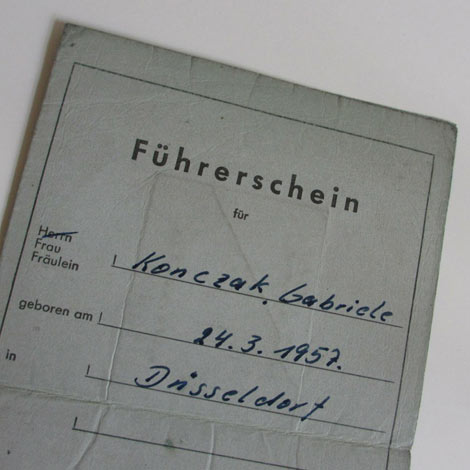 Führerschein
für
Herrn
Frau
Fräulein
Konczak, Gabriele
geboren am 24.3.1957.
in Düsseldorf